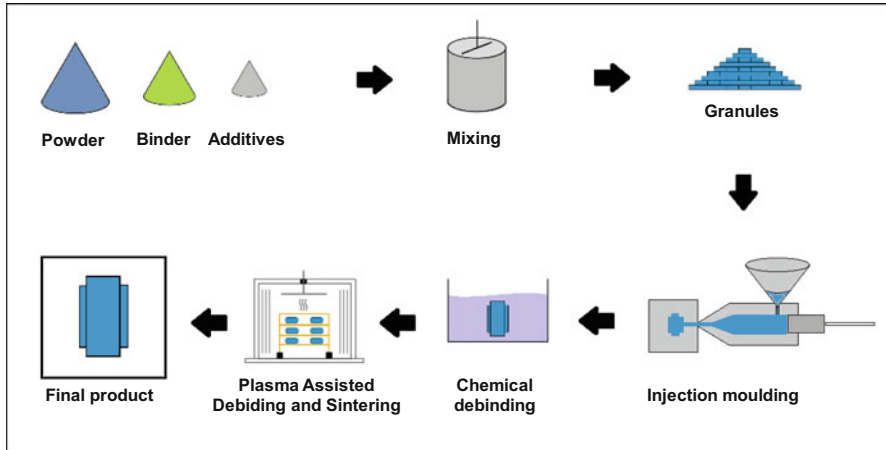 Powder
Binder
Additives
Mixing
Granules
Final product
Plasma Assisted
Debiding and Sintering
Chemical
debinding
Injection moulding